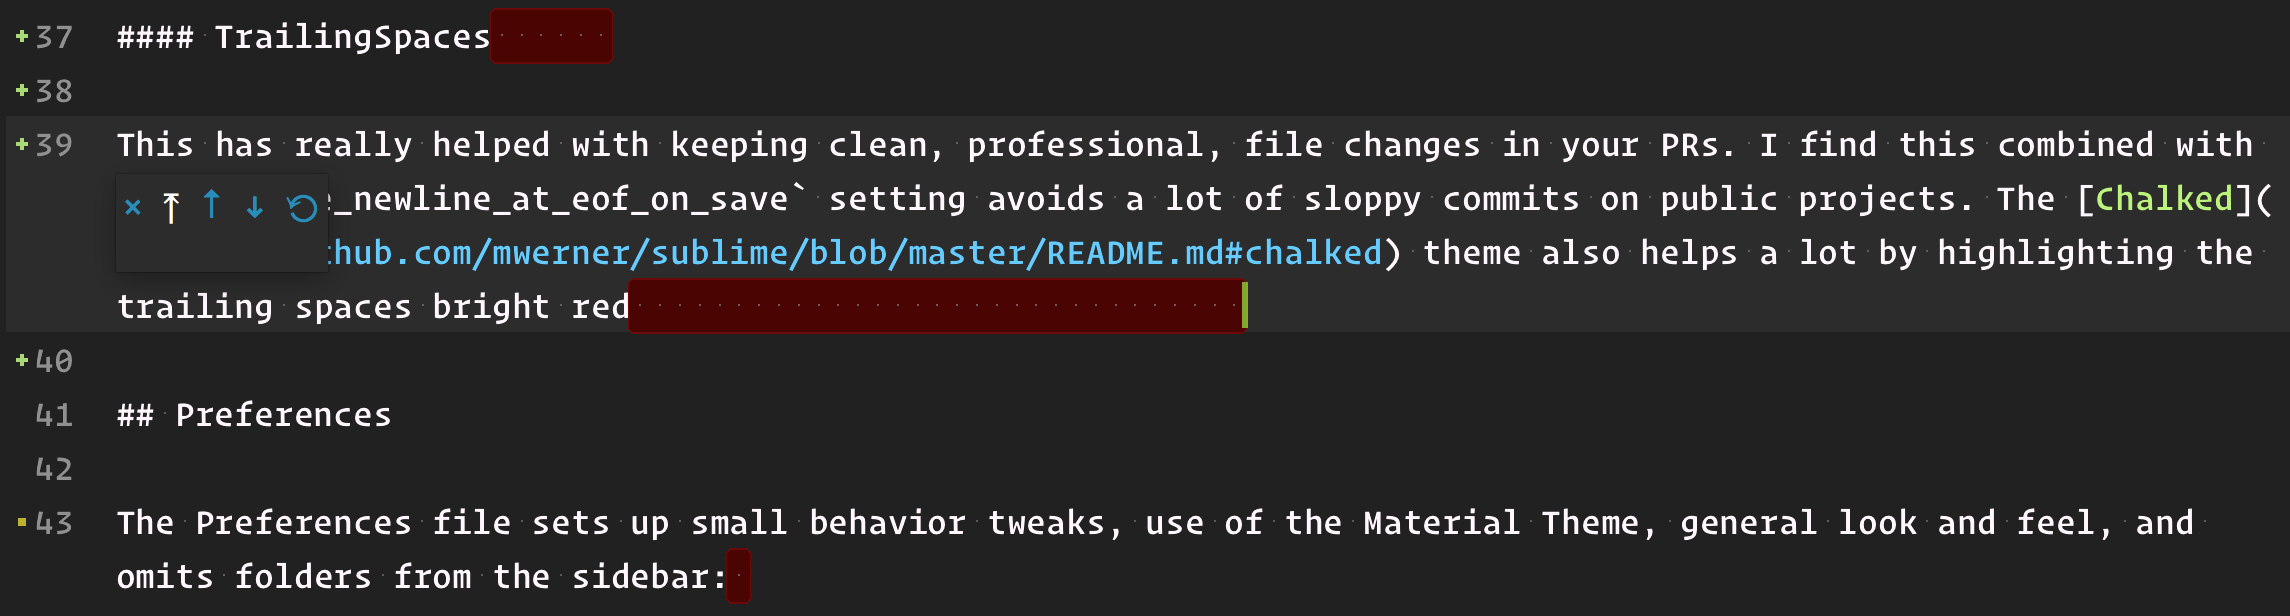 37 #### TrailingSpaces
38
39 This has really helped with keeping clean, professional, file changes in your PRs. I find this combined with
_newline_at_eof_on_save` setting avoids a lot of sloppy commits on public projects. The [Chalked](
hub.com/mwerner/sublime/blob/master/README.md#chalked) theme also helps a lot by highlighting the
trailing spaces bright red
40
41 ## Preferences
42
43 The Preferences file sets up small behavior tweaks, use of the Material Theme, general look and feel, and
omits folders from the sidebar: